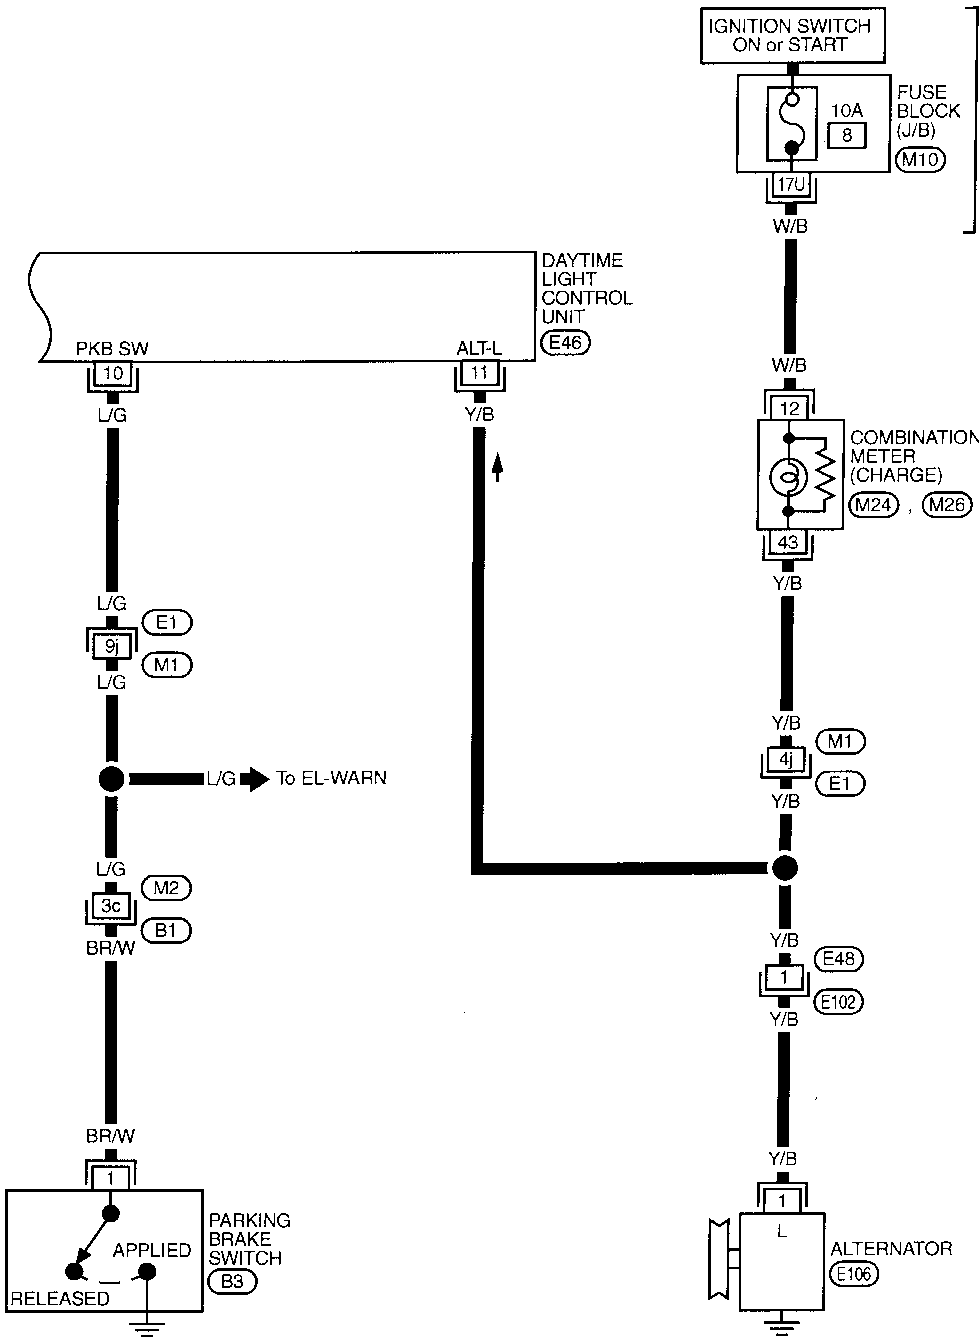 IGNITION SWITCH
ON or START
FUSE
BLOCK
(J/B)
M10
10A
8
17U
W/B
DAYTIME
LIGHT
CONTROL
UNIT
E46
PKB SW
ALT-L
10
11
L/G
Y/B
W/B
12
COMBINATION
METER
(CHARGE)
M24 , M26
43
Y/B
L/G
E1
9j
M1
L/G
Y/B
M1
4j
E1
Y/B
L/G
To EL-WARN
L/G
M2
3c
B1
BR/W
Y/B
E48
1
E102
Y/B
BR/W
1
PARKING
BRAKE
SWITCH
B3
APPLIED
RELEASED
Y/B
1
L
ALTERNATOR
E106